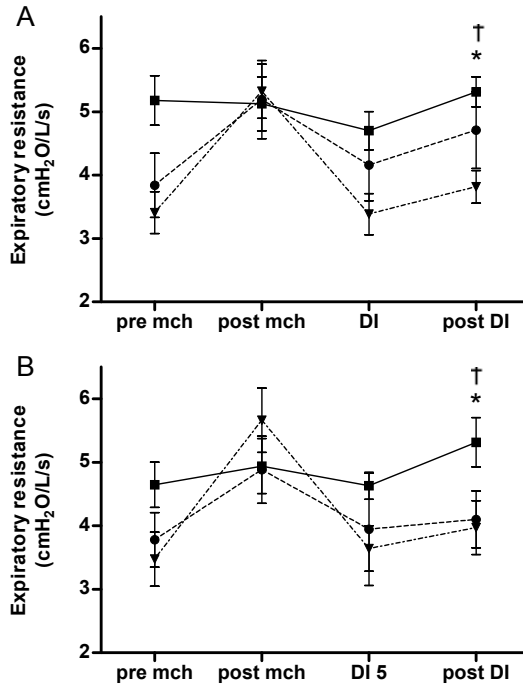 A
Expiratory resistance
(cmH₂O/L/s)
6
5
4
3
2
†
*
pre mch post mch DI post DI
B
Expiratory resistance
(cmH₂O/L/s)
6
5
4
3
2
†
*
pre mch post mch DI 5 post DI